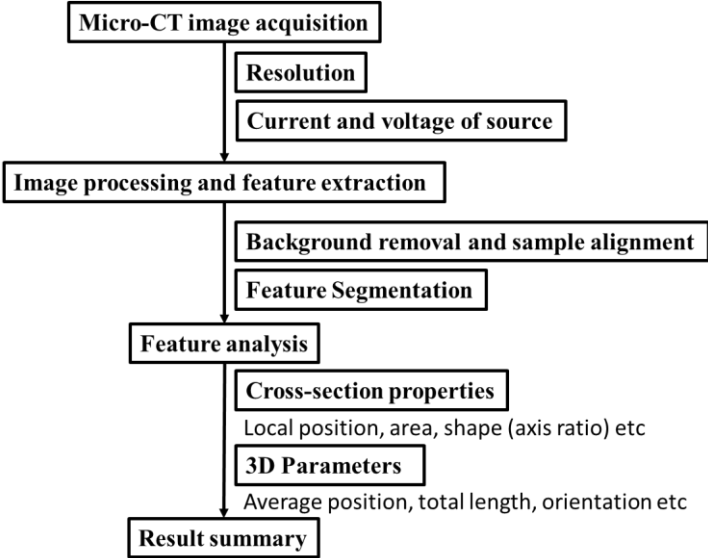 Micro-CT image acquisition
Resolution
Current and voltage of source
Image processing and feature extraction
Background removal and sample alignment
Feature Segmentation
Feature analysis
Cross-section properties
Local position, area, shape (axis ratio) etc
3D Parameters
Average position, total length, orientation etc
Result summary